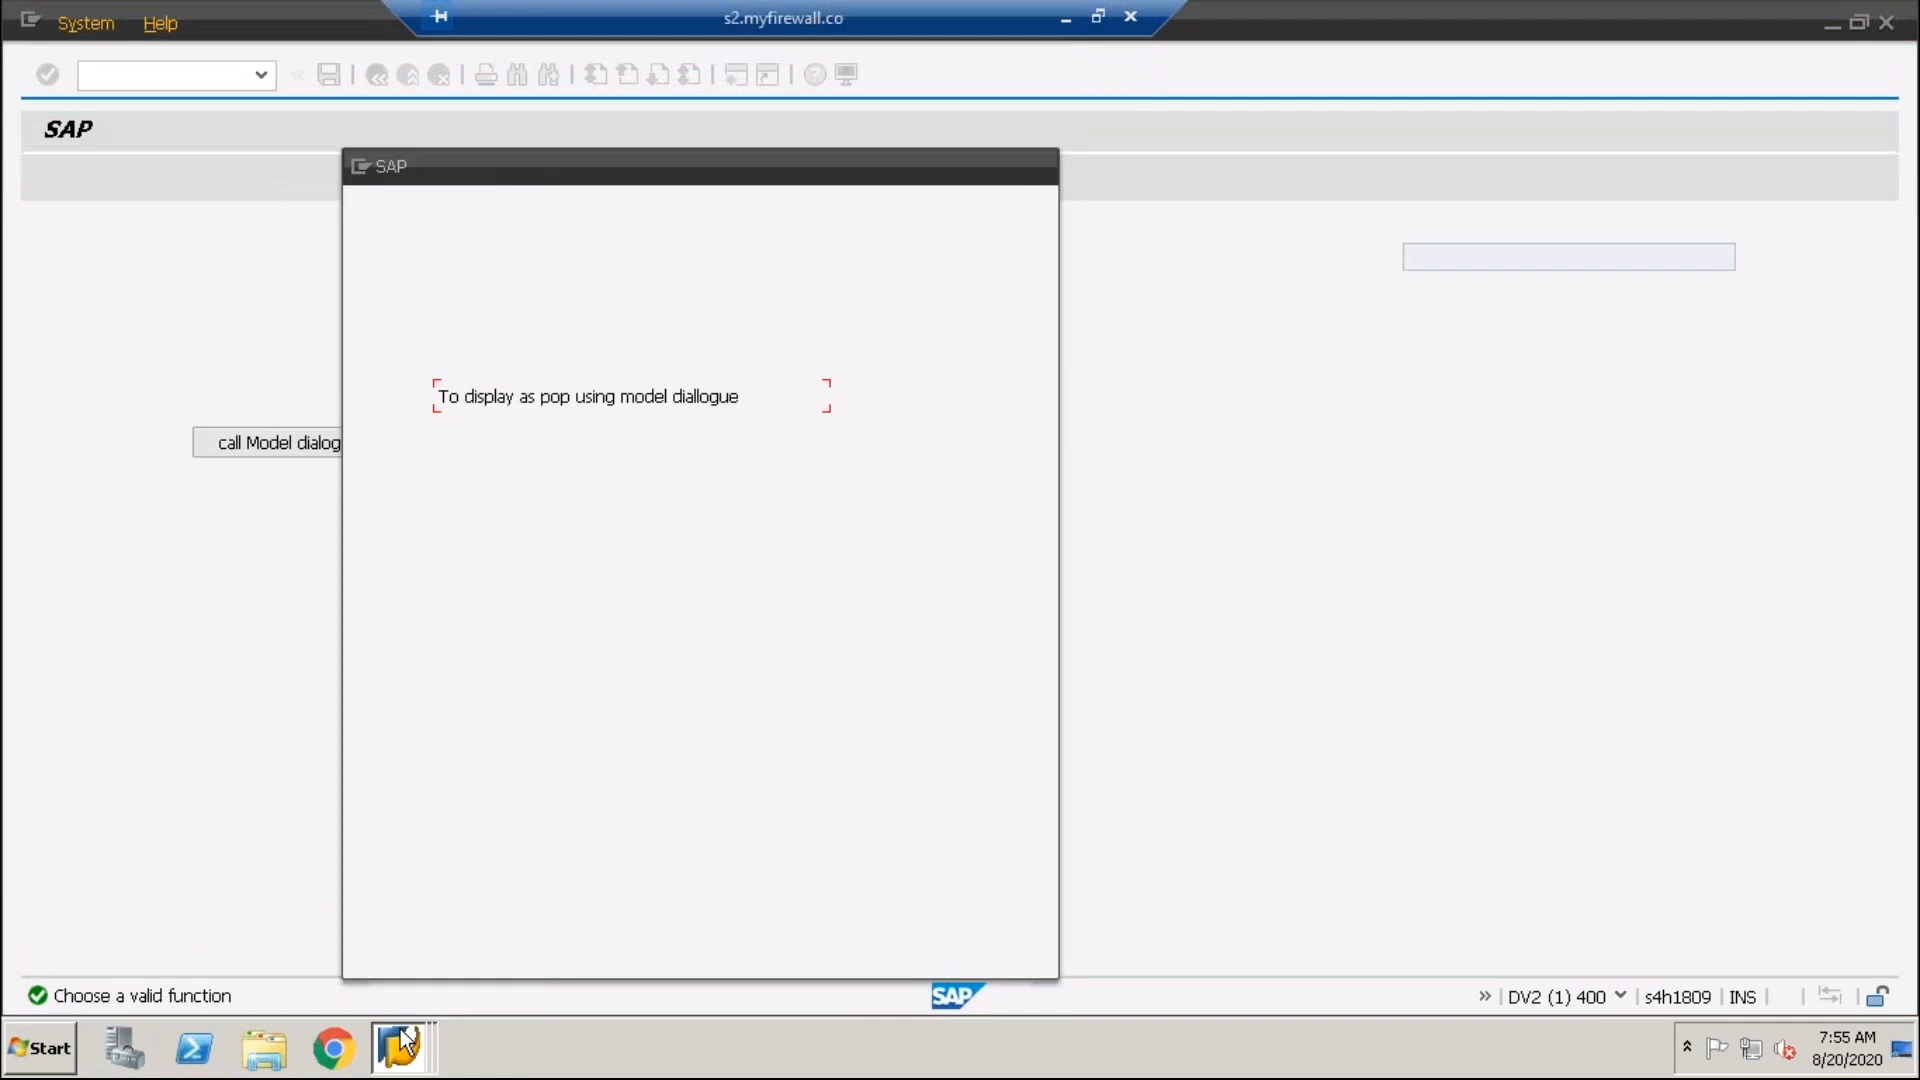 System Help
s2.myfirewall.co
SAP
SAP
To display as pop using model diallogue
call Model dialog
Choose a valid function
SAP
DV2 (1) 400
s4h1809
INS
Start
7:55 AM
8/20/2020